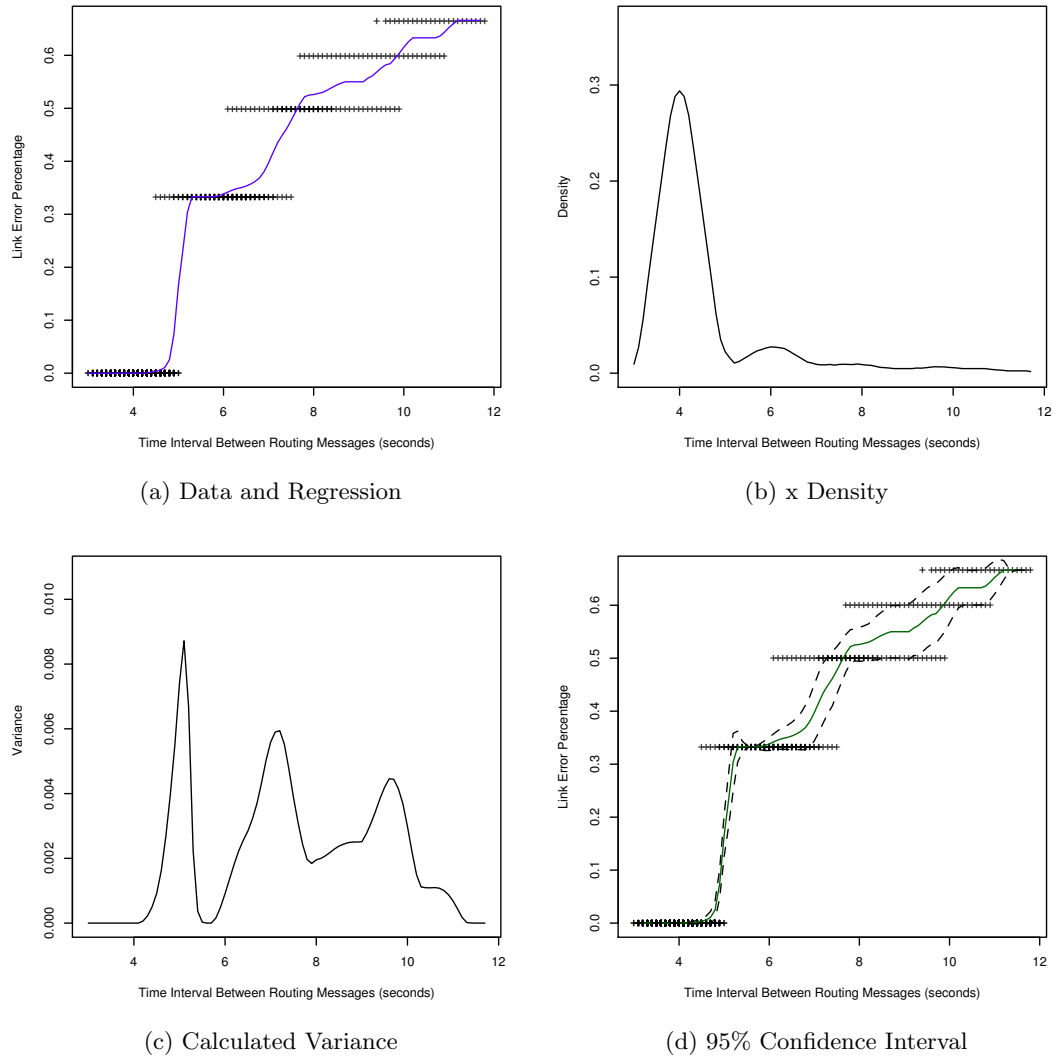 Link Error Percentage
0.0 0.1 0.2 0.3 0.4 0.5 0.6
4 6 8 10 12
Time Interval Between Routing Messages (seconds)
(a) Data and Regression
Density
0.0 0.1 0.2 0.3
4 6 8 10 12
Time Interval Between Routing Messages (seconds)
(b) x Density
Variance
0.000 0.002 0.004 0.006 0.008 0.010
4 6 8 10 12
Time Interval Between Routing Messages (seconds)
(c) Calculated Variance
Link Error Percentage
0.0 0.1 0.2 0.3 0.4 0.5 0.6
4 6 8 10 12
Time Interval Between Routing Messages (seconds)
(d) 95% Confidence Interval